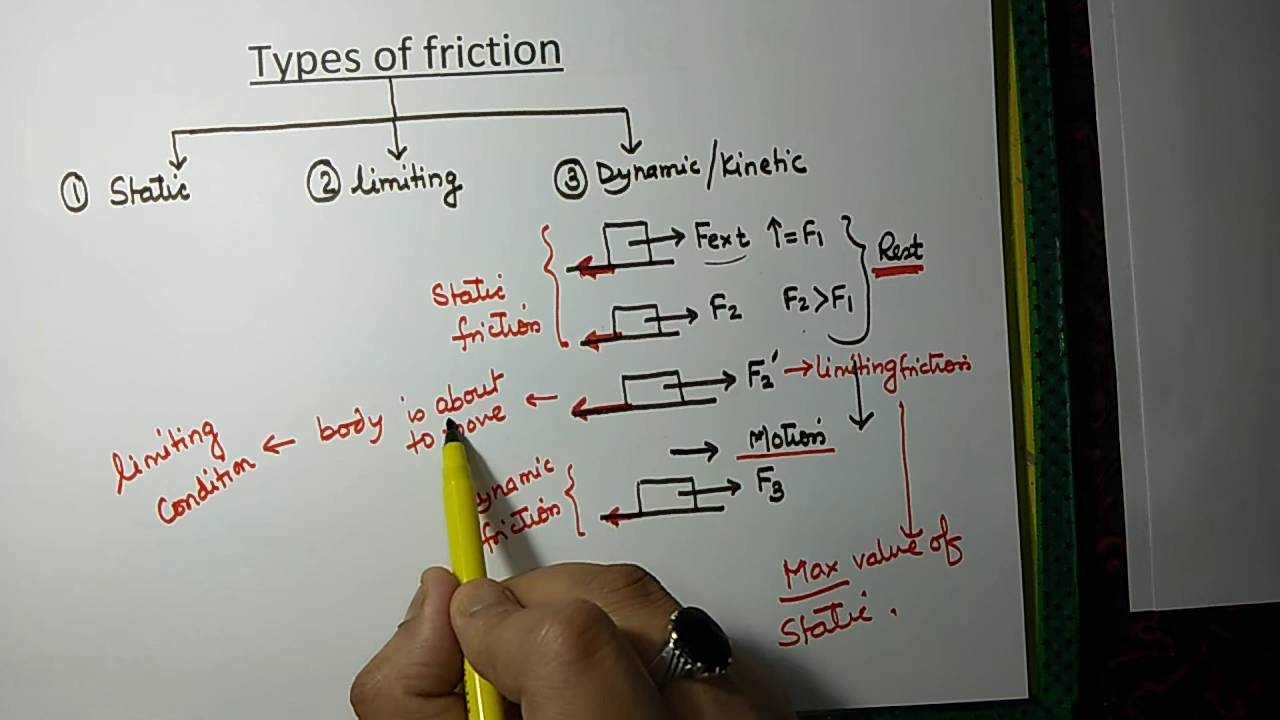 Types of friction
① Static ② limiting ③ Dynamic/Kinetic
Fext ↑=F₁
Rest
Static
friction
F₂ F₂>F₁
F₂′ → limiting friction
body is about
to move
limiting
condition
→ Motion
F₃
friction
Max value of
Static.